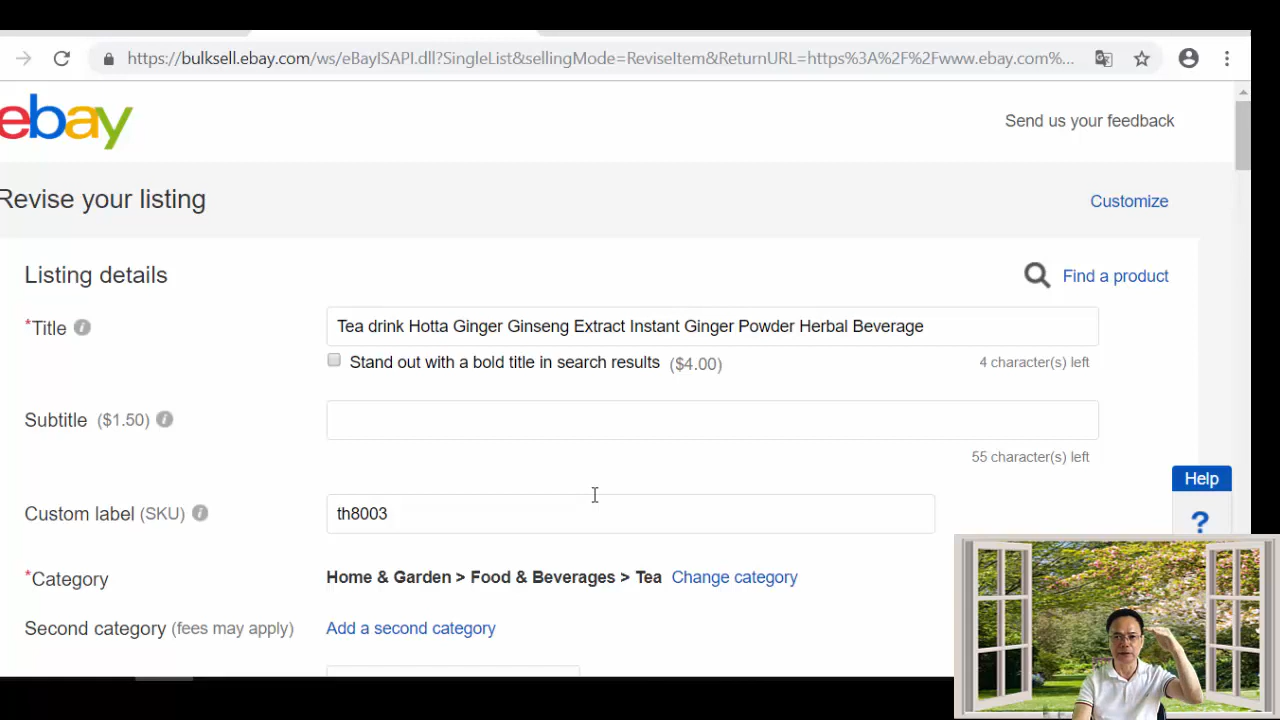 https://bulksell.ebay.com/ws/eBayISAPI.dll?SingleList&sellingMode=ReviseItem&ReturnURL=https%3A%2F%2Fwww.ebay.com%...
ebay
Send us your feedback
Revise your listing
Customize
Listing details
Find a product
*Title
Tea drink Hotta Ginger Ginseng Extract Instant Ginger Powder Herbal Beverage
Stand out with a bold title in search results ($4.00)
4 character(s) left
Subtitle ($1.50)
55 character(s) left
Custom label (SKU)
th8003
Help
?
*Category
Home & Garden > Food & Beverages > Tea Change category
Second category (fees may apply)
Add a second category